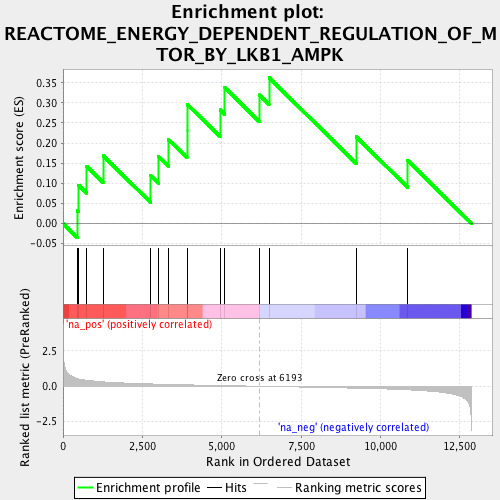 Enrichment plot:
REACTOME_ENERGY_DEPENDENT_REGULATION_OF_M
TOR_BY_LKB1_AMPK
Enrichment score (ES)
0.35
0.30
0.25
0.20
0.15
0.10
0.05
0.00
-0.05
'na_pos' (positively correlated)
Ranked list metric (PreRanked)
2.5
0.0
-2.5
Zero cross at 6193
'na_neg' (negatively correlated)
0 2,500 5,000 7,500 10,000 12,500
Rank in Ordered Dataset
Enrichment profile Hits Ranking metric scores